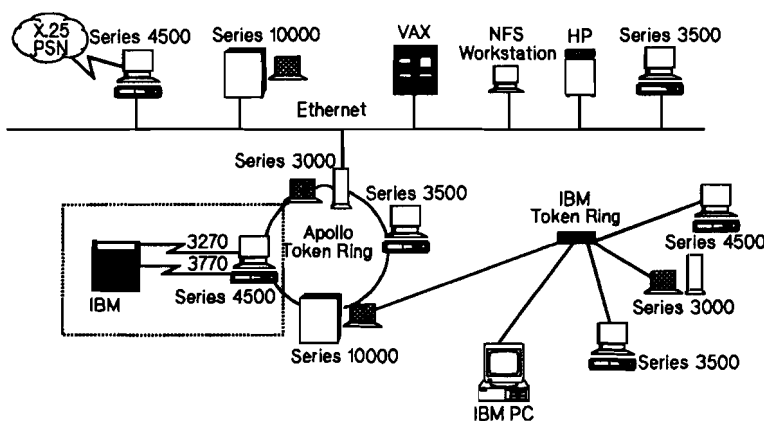 X.25
PSN
Series 4500
Series 10000
VAX
NFS
Workstation
HP
Series 3500
Ethernet
Series 3000
Series 3500
Apollo
Token Ring
3270
3770
IBM
Series 4500
Series 10000
IBM
Token Ring
Series 4500
Series 3000
Series 3500
IBM PC